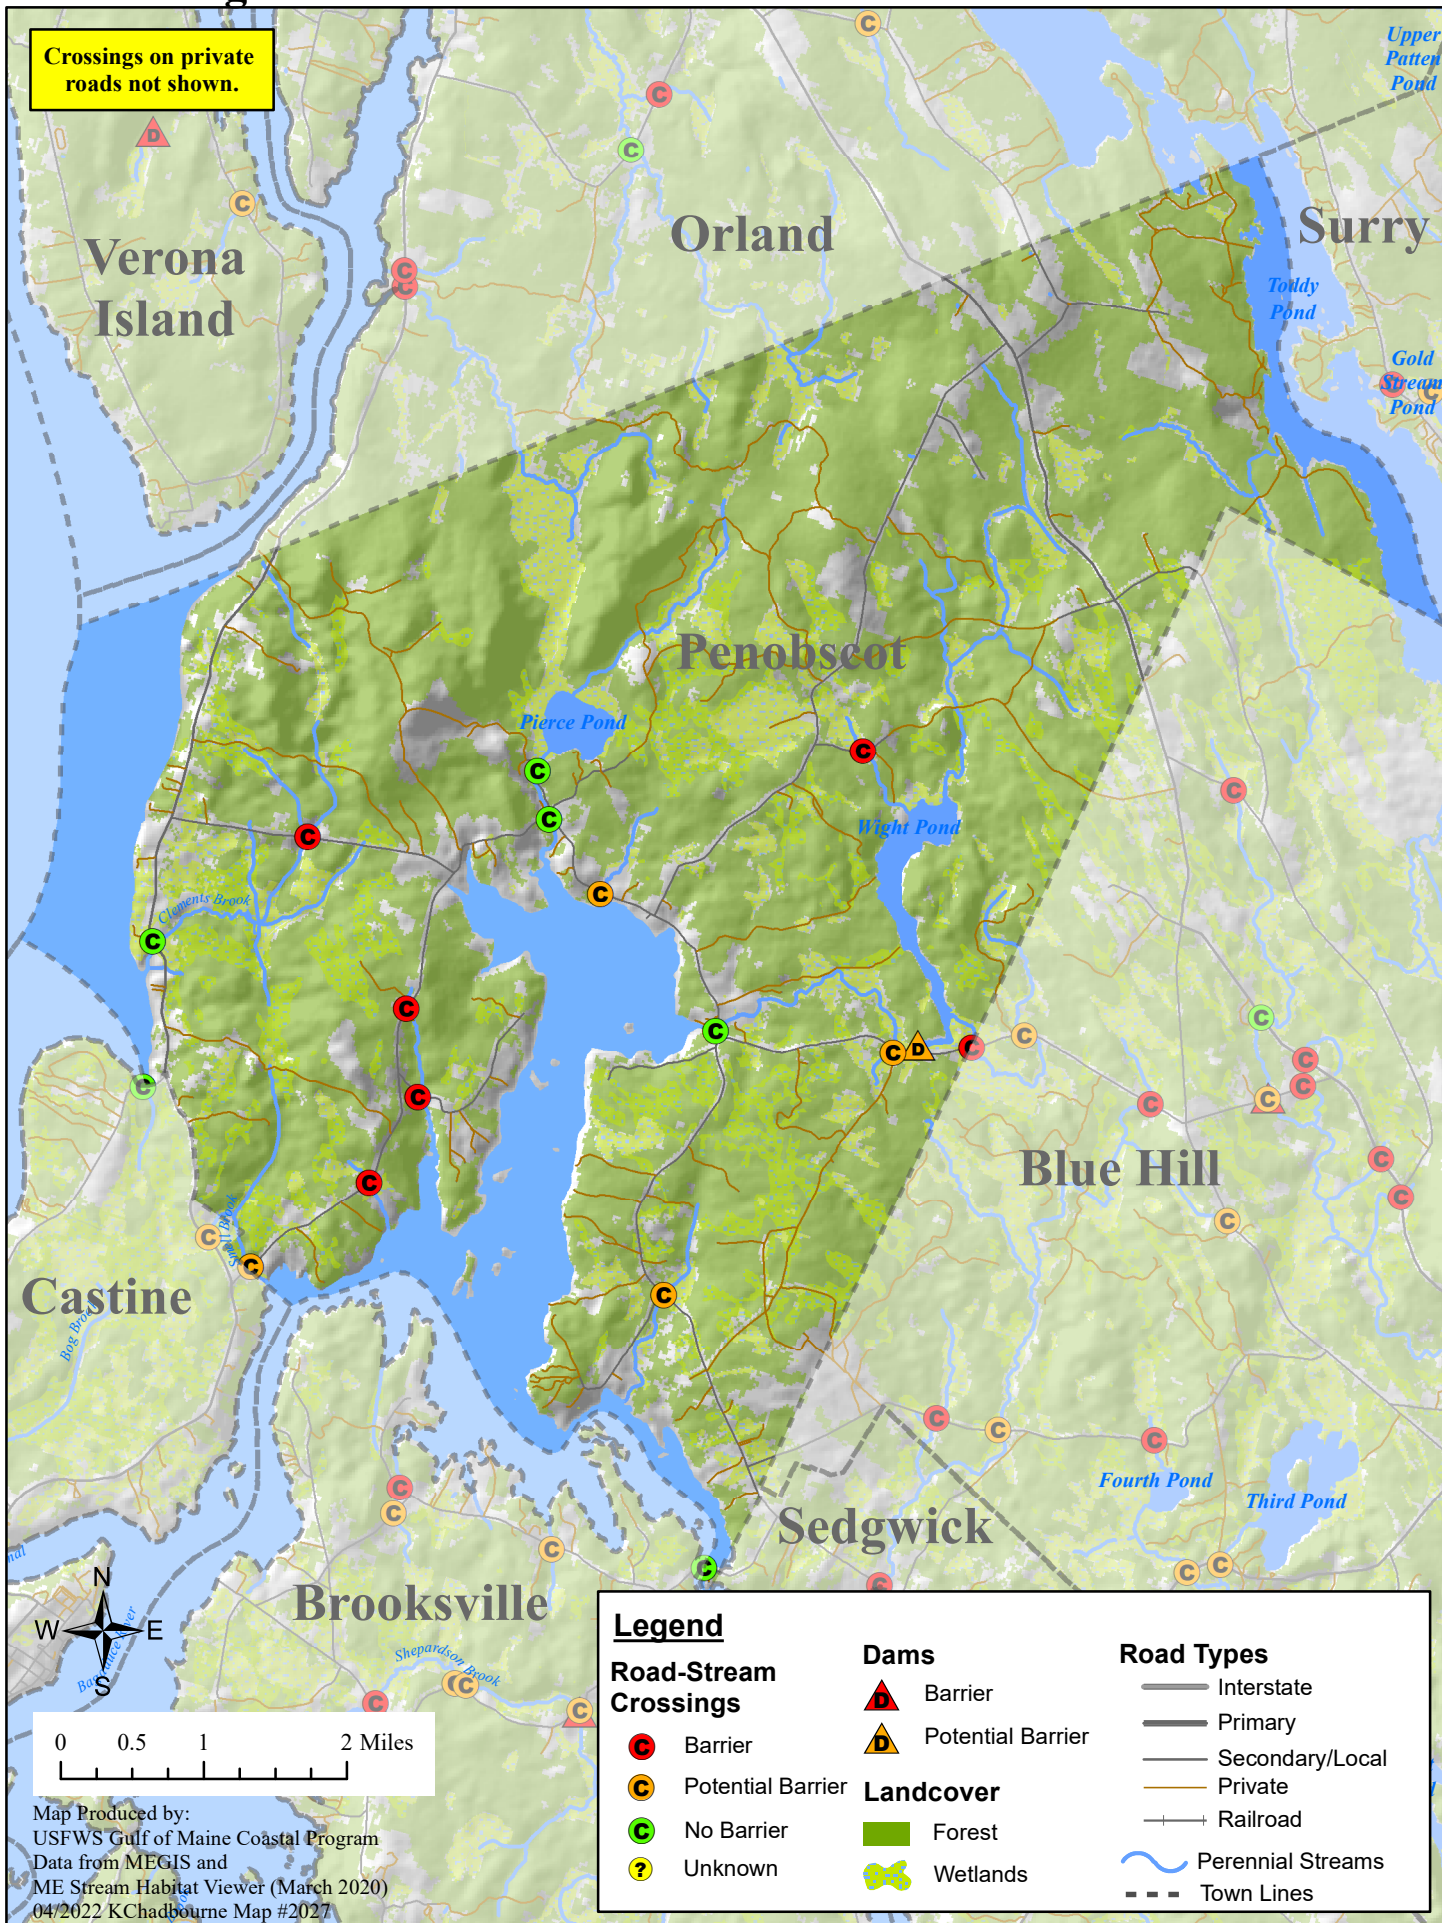 Crossings on private
roads not shown.
Upper
Patten
Pond
Orland
Surry
Verona
Island
Toddy
Pond
Gold
Stream
Pond
Penobscot
Pierce Pond
Wight Pond
Clements Brook
Blue Hill
Smell Brook
Castine
Bog Brook
Fourth Pond
Third Pond
Sedgwick
Brooksville
Shepardson Brook
N
W
E
S
0 0.5 1 2 Miles
Map Produced by:
USFWS Gulf of Maine Coastal Program
Data from MEGIS and
ME Stream Habitat Viewer (March 2020)
04/2022 KChadbourne Map #2027
Legend
Road-Stream
Crossings
C Barrier
C Potential Barrier
C No Barrier
? Unknown
Dams
D Barrier
D Potential Barrier
Landcover
Forest
Wetlands
Road Types
Interstate
Primary
Secondary/Local
Private
Railroad
Perennial Streams
Town Lines